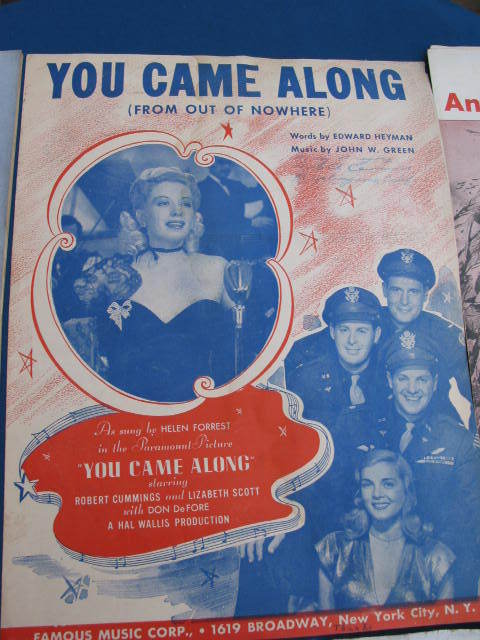 YOU CAME ALONG
(FROM OUT OF NOWHERE)
Words by EDWARD HEYMAN
Music by JOHN W. GREEN
An
As sung by HELEN FORREST
in the Paramount Picture
"YOU CAME ALONG"
starring
ROBERT CUMMINGS and LIZABETH SCOTT
with DON DeFORE
A HAL WALLIS PRODUCTION
FAMOUS MUSIC CORP., • 1619 BROADWAY, New York City, N. Y.